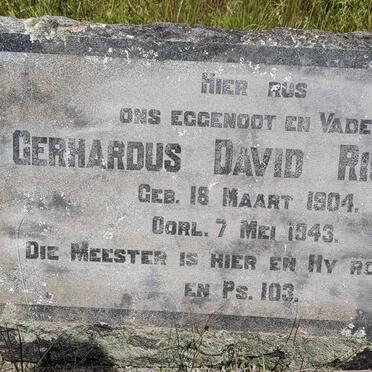 HIER RUS
ONS EGGENOOT EN VADE
GERHARDUS DAVID RI
GEB. 18 MAART 1904.
OORL. 7 MEI 1943.
DIE MEESTER IS HIER EN HY RO
EN PS. 103.